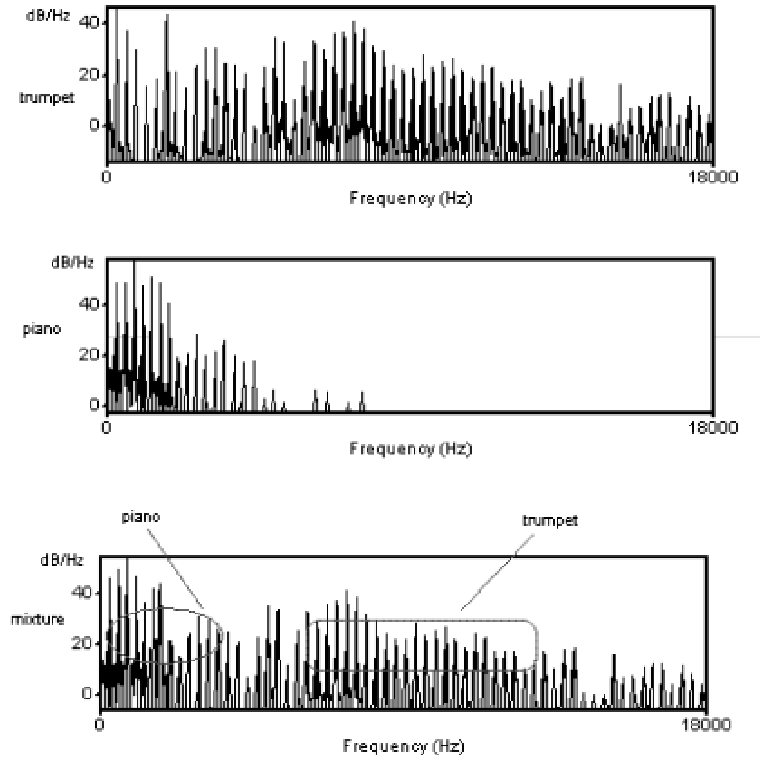 dB/Hz
40
20
trumpet
0
0 18000
Frequency (Hz)
dB/Hz
40
piano
20
0
0 18000
Frequency (Hz)
piano
trumpet
dB/Hz
40
mixture
20
0
0 18000
Frequency (Hz)